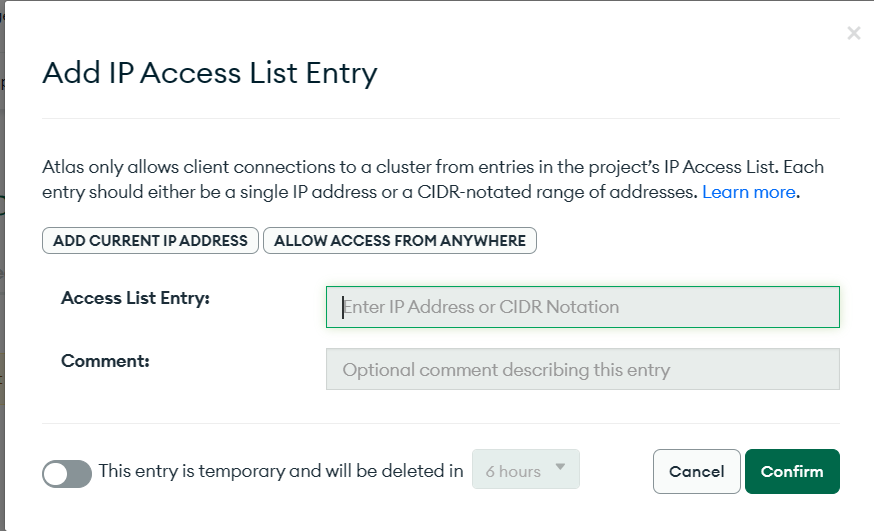 Add IP Access List Entry
Atlas only allows client connections to a cluster from entries in the project’s IP Access List. Each
entry should either be a single IP address or a CIDR-notated range of addresses. Learn more.
ADD CURRENT IP ADDRESS ALLOW ACCESS FROM ANYWHERE
Access List Entry: Enter IP Address or CIDR Notation
Comment: Optional comment describing this entry
This entry is temporary and will be deleted in 6 hours Cancel Confirm